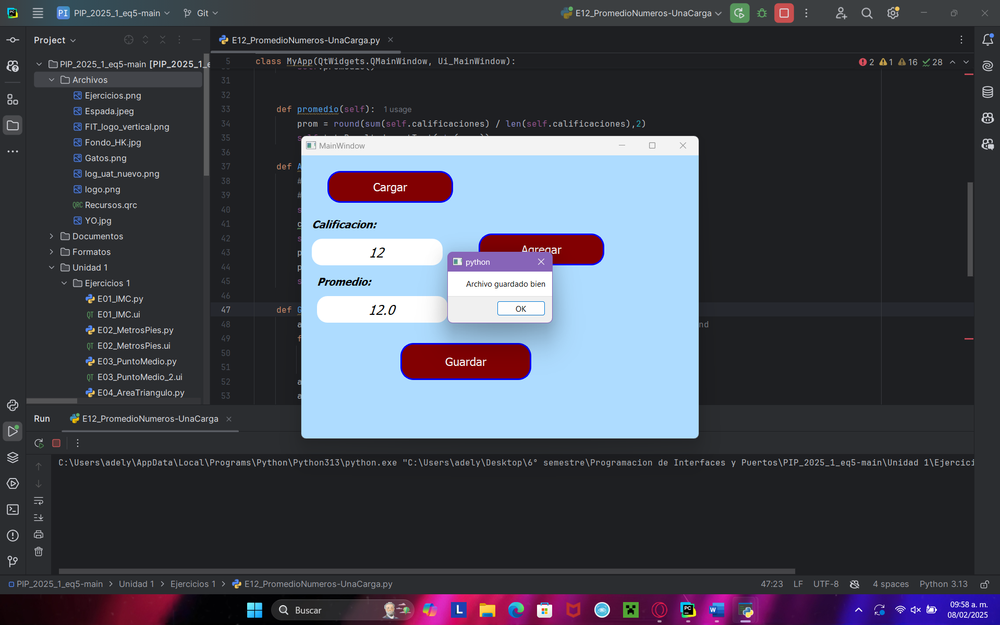 PI PIP_2025_1_eq5-main Git E12_PromedioNumeros-UnaCarga
Project
PIP_2025_1_eq5-main [PIP_2025_1_e
Archivos
Ejercicios.png
Espada.jpeg
FIT_logo_vertical.png
Fondo_HK.jpg
Gatos.png
log_uat_nuevo.png
logo.png
QRC Recursos.qrc
YO.jpg
Documentos
Formatos
Unidad 1
Ejercicios 1
E01_IMC.py
QT E01_IMC.ui
E02_MetrosPies.py
QT E02_MetrosPies.ui
E03_PuntoMedio.py
QT E03_PuntoMedio_2.ui
E04_AreaTriangulo.py
E12_PromedioNumeros-UnaCarga.py
5 class MyApp(QtWidgets.QMainWindow, Ui_MainWindow):
2 1 16 28
31
32
33 def promedio(self): 1 usage
34 prom = round(sum(self.calificaciones) / len(self.calificaciones),2)
35
36
37 def A
38 #
39 #
40 s
41 c
42 s
43 p
44 p
45 s
46
47 def G
48 a nd
49 f
50
51
52 a
53 a
MainWindow
Cargar
Calificacion:
12
Agregar
Promedio:
12.0
Guardar
python
Archivo guardado bien
OK
Run E12_PromedioNumeros-UnaCarga
C:\Users\adely\AppData\Local\Programs\Python\Python313\python.exe "C:\Users\adely\Desktop\6° semestre\Programacion de Interfaces y Puertos\PIP_2025_1_eq5-main\Unidad 1\Ejercici
PIP_2025_1_eq5-main > Unidad 1 > Ejercicios 1 > E12_PromedioNumeros-UnaCarga.py
47:23 LF UTF-8 4 spaces Python 3.13
Buscar
09:58 a. m.
08/02/2025